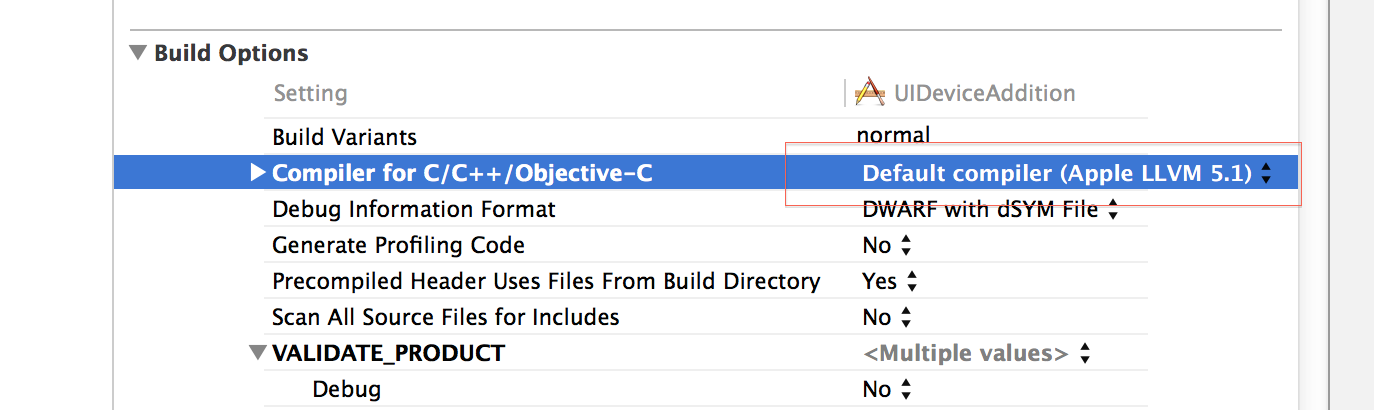 Build Options
Setting UIDeviceAddition
Build Variants normal
Compiler for C/C++/Objective-C Default compiler (Apple LLVM 5.1)
Debug Information Format DWARF with dSYM File
Generate Profiling Code No
Precompiled Header Uses Files From Build Directory Yes
Scan All Source Files for Includes No
VALIDATE_PRODUCT <Multiple values>
Debug No